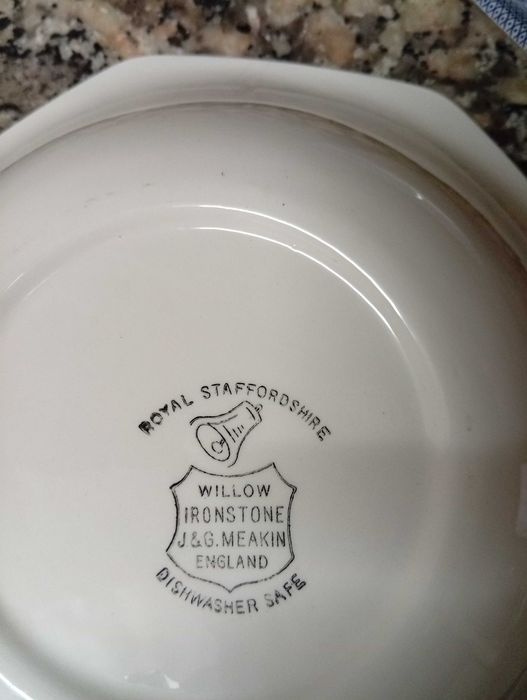 ROYAL STAFFORDSHIRE
WILLOW
IRONSTONE
J&G.MEAKIN
ENGLAND
DISHWASHER SAFE